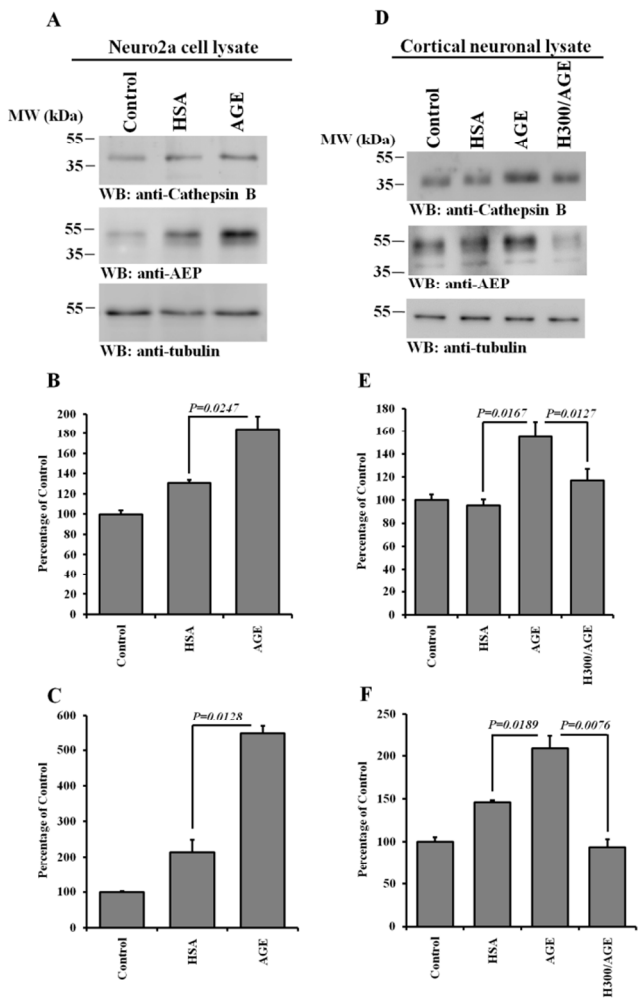 A
Neuro2a cell lysate
MW (kDa)
Control
HSA
AGE
55
35
WB: anti-Cathepsin B
55
35
WB: anti-AEP
55
WB: anti-tubulin
D
Cortical neuronal lysate
MW (kDa)
Control
HSA
AGE
H300/AGE
55
35
WB: anti-Cathepsin B
55
35
WB: anti-AEP
55
WB: anti-tubulin
B
P=0.0247
Percentage of Control
200
180
160
140
120
100
80
60
40
20
0
Control
HSA
AGE
E
P=0.0167
P=0.0127
Percentage of Control
180
160
140
120
100
80
60
40
20
0
Control
HSA
AGE
H300/AGE
C
P=0.0128
Percentage of Control
600
500
400
300
200
100
0
Control
HSA
AGE
F
P=0.0189
P=0.0076
Percentage of Control
250
200
150
100
50
0
Control
HSA
AGE
H300/AGE